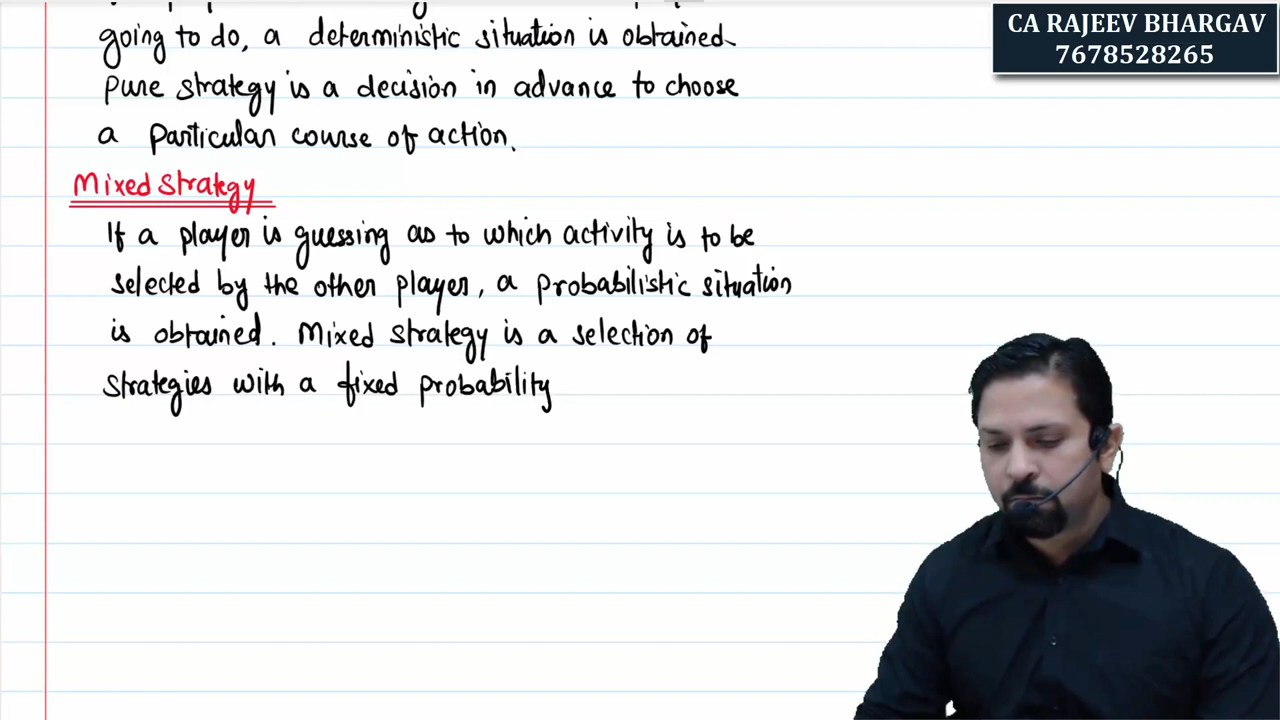 CA RAJEEV BHARGAV
7678528265
going to do, a deterministic situation is obtained.
Pure strategy is a decision in advance to choose
a particular course of action.
Mixed Strategy
If a player is guessing as to which activity is to be
selected by the other player, a probabilistic situation
is obtained. Mixed strategy is a selection of
strategies with a fixed probability